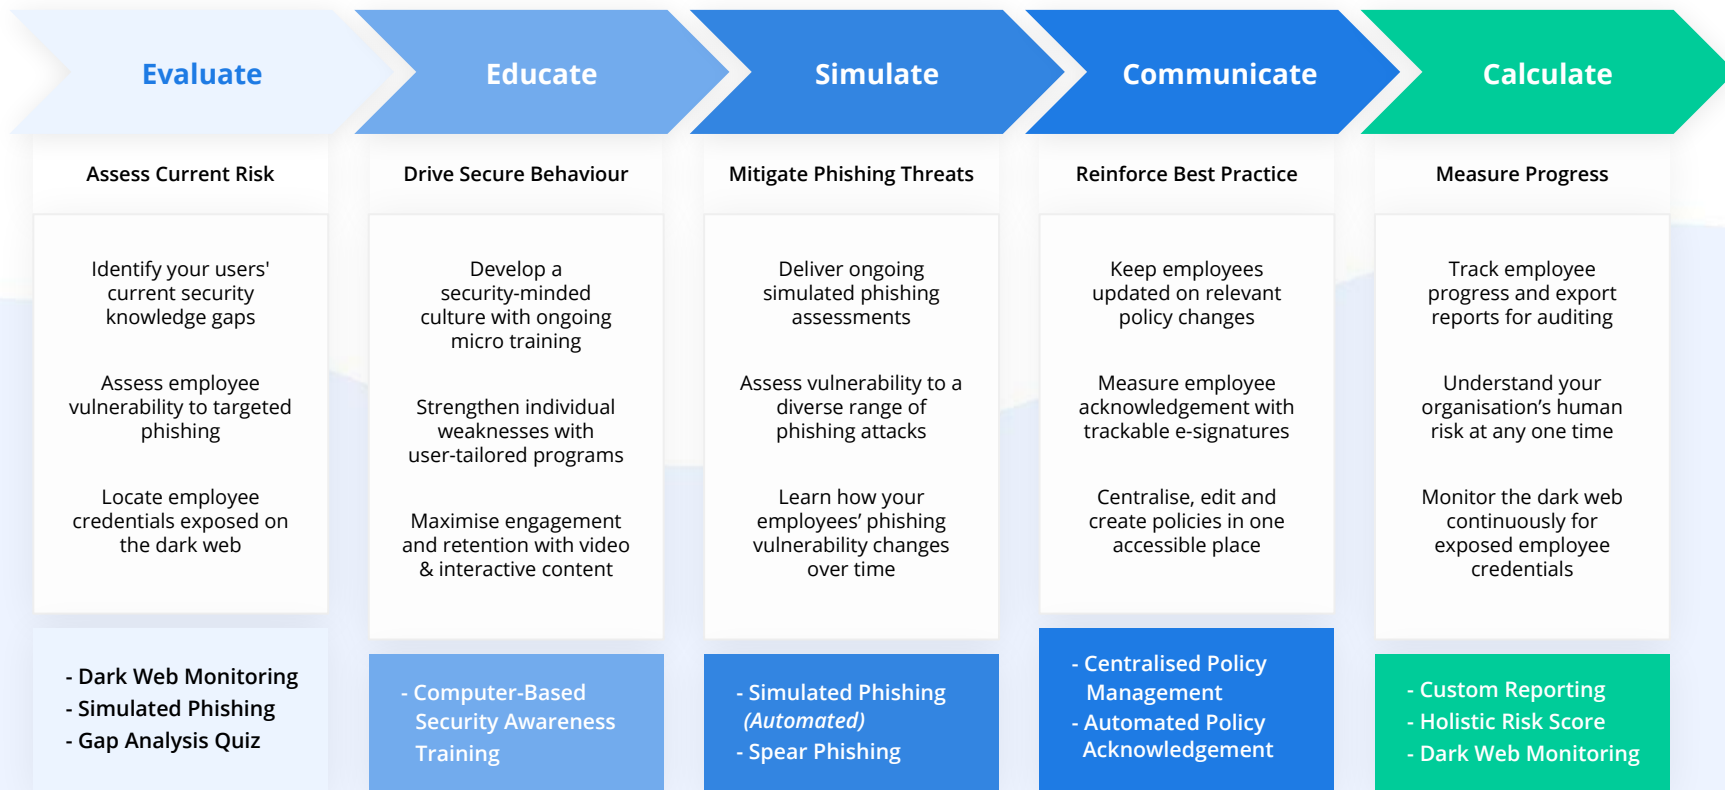 Evaluate
Educate
Simulate
Communicate
Calculate
Assess Current Risk
Drive Secure Behaviour
Mitigate Phishing Threats
Reinforce Best Practice
Measure Progress
Identify your users'
current security
knowledge gaps
Assess employee
vulnerability to targeted
phishing
Locate employee
credentials exposed on
the dark web
- Dark Web Monitoring
- Simulated Phishing
- Gap Analysis Quiz
Develop a
security-minded
culture with ongoing
micro training
Strengthen individual
weaknesses with
user-tailored programs
Maximise engagement
and retention with video
& interactive content
- Computer-Based
Security Awareness
Training
Deliver ongoing
simulated phishing
assessments
Assess vulnerability to a
diverse range of
phishing attacks
Learn how your
employees’ phishing
vulnerability changes
over time
- Simulated Phishing
(Automated)
- Spear Phishing
Keep employees
updated on relevant
policy changes
Measure employee
acknowledgement with
trackable e-signatures
Centralise, edit and
create policies in one
accessible place
- Centralised Policy
Management
- Automated Policy
Acknowledgement
Track employee
progress and export
reports for auditing
Understand your
organisation’s human
risk at any one time
Monitor the dark web
continuously for
exposed employee
credentials
- Custom Reporting
- Holistic Risk Score
- Dark Web Monitoring